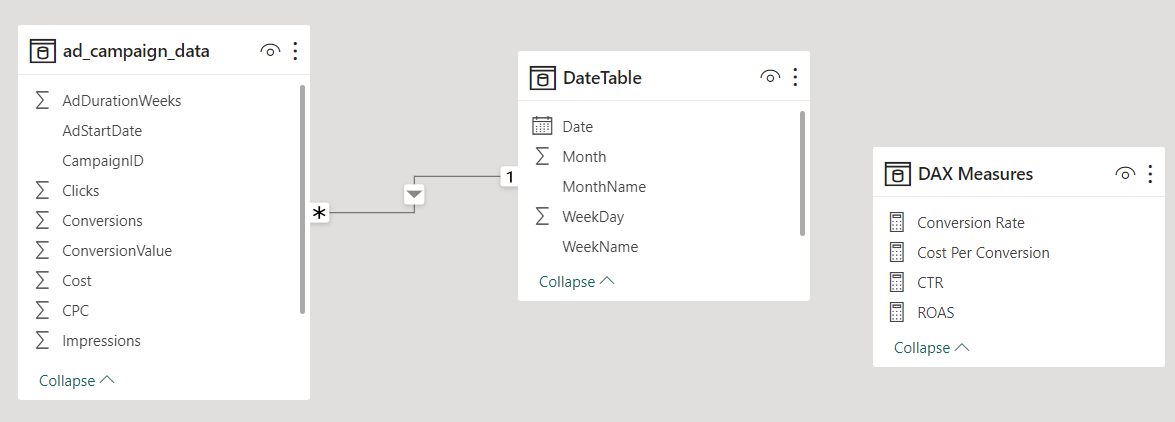 ad_campaign_data
AdDurationWeeks
AdStartDate
CampaignID
Clicks
Conversions
ConversionValue
Cost
CPC
Impressions
Collapse
*
1
DateTable
Date
Month
MonthName
WeekDay
WeekName
Collapse
DAX Measures
Conversion Rate
Cost Per Conversion
CTR
ROAS
Collapse